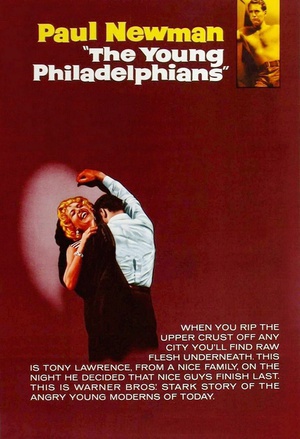 Paul Newman
"The Young
Philadelphians"
WHEN YOU RIP THE
UPPER CRUST OFF ANY
CITY YOU'LL FIND RAW
FLESH UNDERNEATH. THIS
IS TONY LAWRENCE, FROM A NICE FAMILY, ON THE
NIGHT HE DECIDED THAT NICE GUYS FINISH LAST.
THIS IS WARNER BROS'. STARK STORY OF THE
ANGRY YOUNG MODERNS OF TODAY.